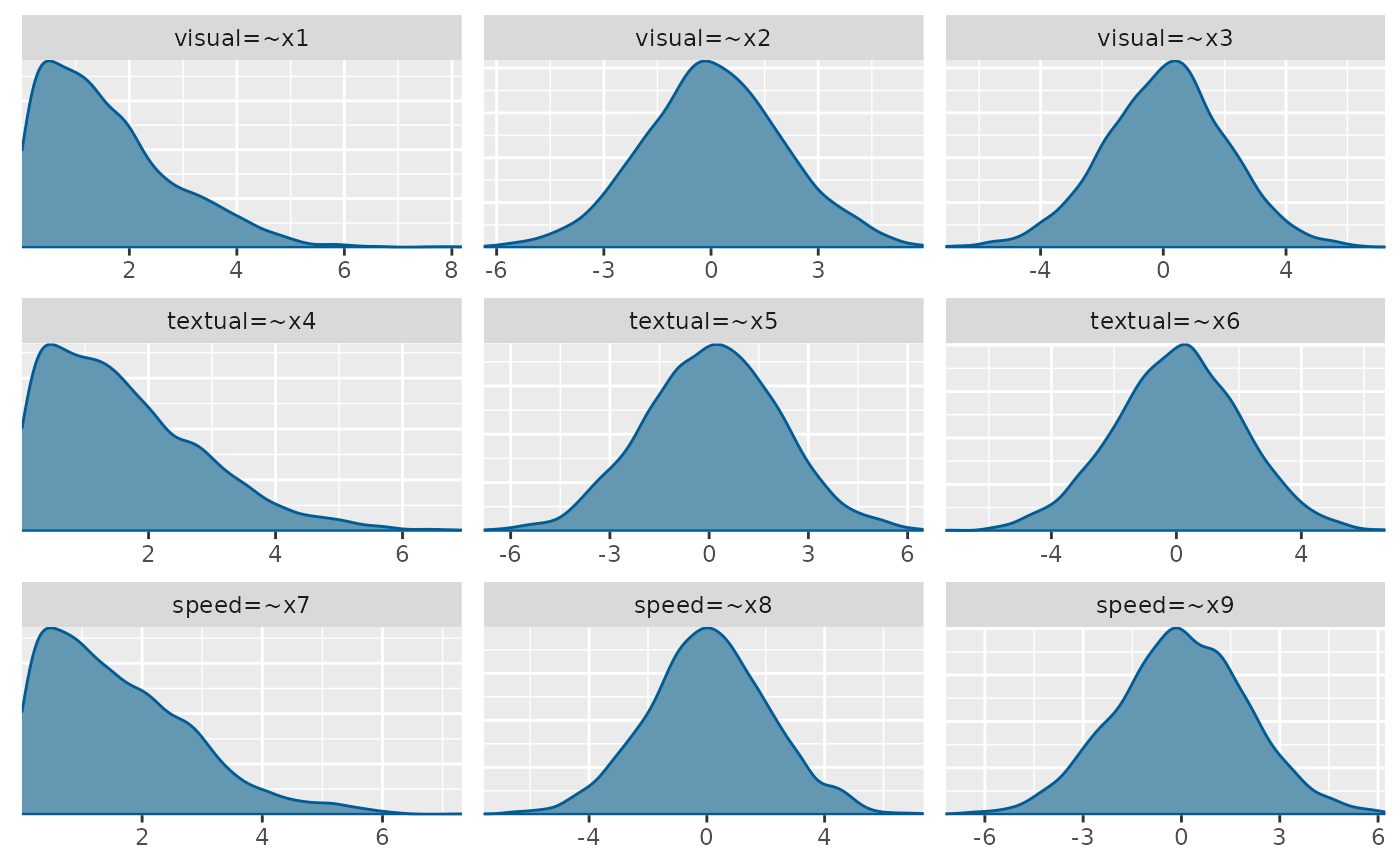 visual=~x1 visual=~x2 visual=~x3
2 4 6 8 -6 -3 0 3 -4 0 4
textual=~x4 textual=~x5 textual=~x6
2 4 6 -6 -3 0 3 6 -4 0 4
speed=~x7 speed=~x8 speed=~x9
2 4 6 -4 0 4 -6 -3 0 3 6